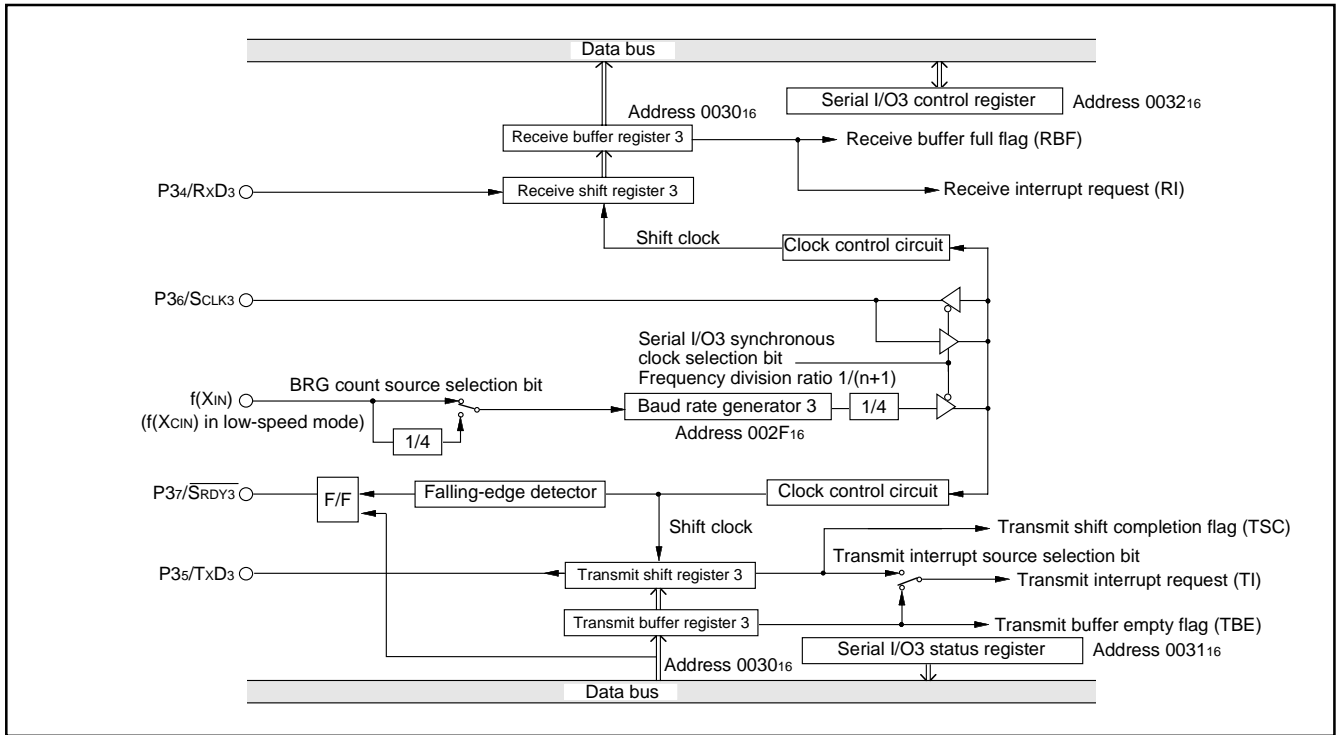 Data bus
Serial I/O3 control register
Address 003216
Address 003016
Receive buffer register 3
Receive buffer full flag (RBF)
P34/RXD3
Receive shift register 3
Receive interrupt request (RI)
Shift clock
Clock control circuit
P36/SCLK3
Serial I/O3 synchronous
clock selection bit
Frequency division ratio 1/(n+1)
BRG count source selection bit
f(XIN)
(f(XCIN) in low-speed mode)
1/4
Baud rate generator 3
1/4
Address 002F16
P37/SRDY3
F/F
Falling-edge detector
Clock control circuit
Shift clock
Transmit shift completion flag (TSC)
Transmit interrupt source selection bit
P35/TXD3
Transmit shift register 3
Transmit interrupt request (TI)
Transmit buffer register 3
Transmit buffer empty flag (TBE)
Serial I/O3 status register
Address 003116
Address 003016
Data bus